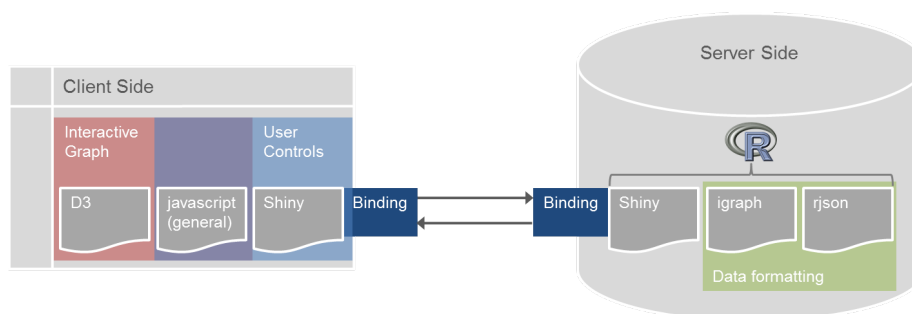 Server Side
Client Side
Interactive
Graph
User
Controls
R
D3
javascript
(general)
Shiny
Binding
Binding
Shiny
igraph
rjson
Data formatting